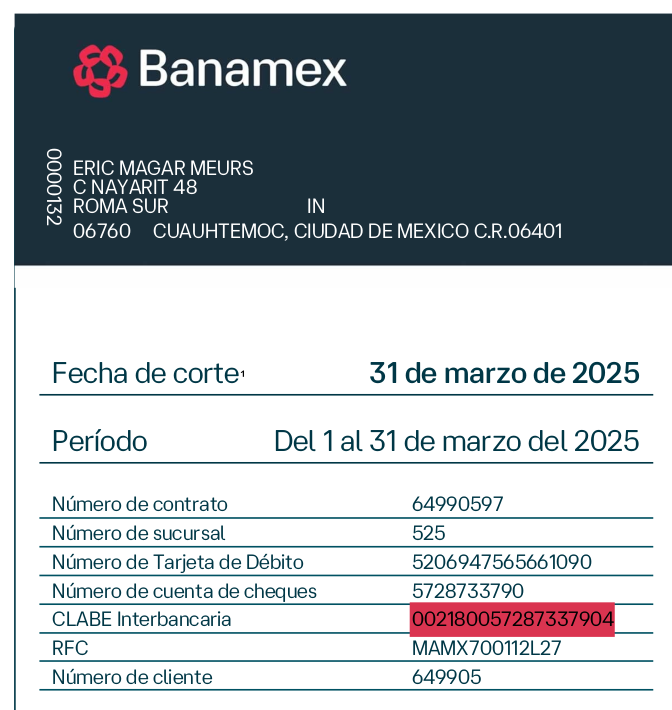 Banamex
0000132
ERIC MAGAR MEURS
C NAYARIT 48
ROMA SUR IN
06760 CUAUHTEMOC, CIUDAD DE MEXICO C.R.06401
Fecha de corte¹ 31 de marzo de 2025
Período Del 1 al 31 de marzo del 2025
Número de contrato 64990597
Número de sucursal 525
Número de Tarjeta de Débito 5206947565661090
Número de cuenta de cheques 5728733790
CLABE Interbancaria 002180057287337904
RFC MAMX700112L27
Número de cliente 649905